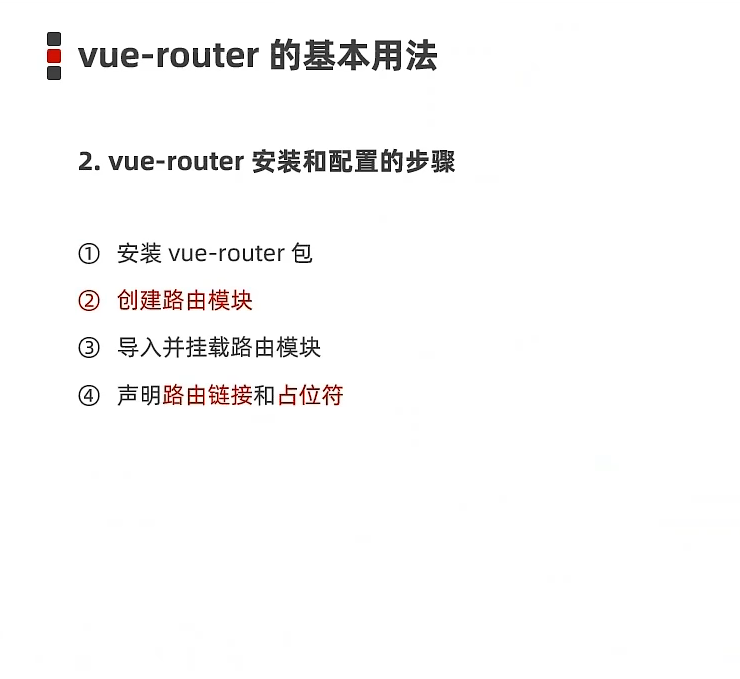 vue-router 的基本用法
2. vue-router 安装和配置的步骤
① 安装 vue-router 包
② 创建路由模块
③ 导入并挂载路由模块
④ 声明路由链接和占位符